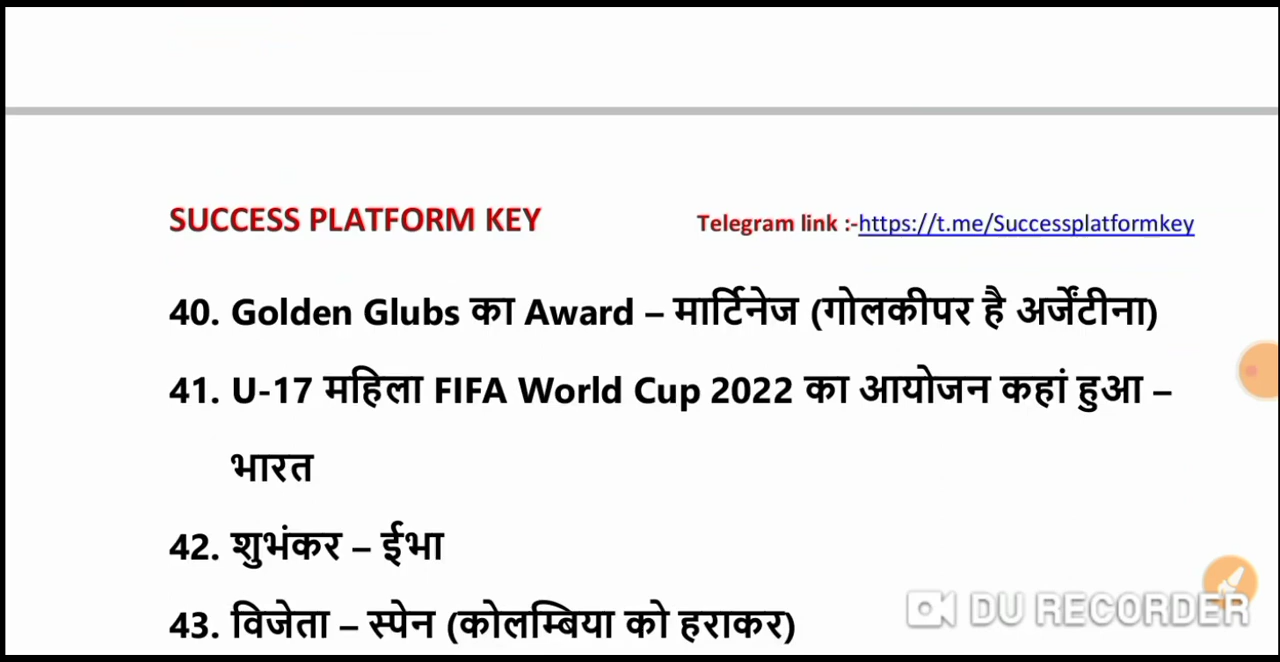 SUCCESS PLATFORM KEY Telegram link :-https://t.me/Successplatformkey
40. Golden Glubs का Award – मार्टिनेज (गोलकीपर है अर्जेंटीना)
41. U-17 महिला FIFA World Cup 2022 का आयोजन कहां हुआ –
भारत
42. शुभंकर – ईभा
43. विजेता – स्पेन (कोलम्बिया को हराकर)
DU RECORDER